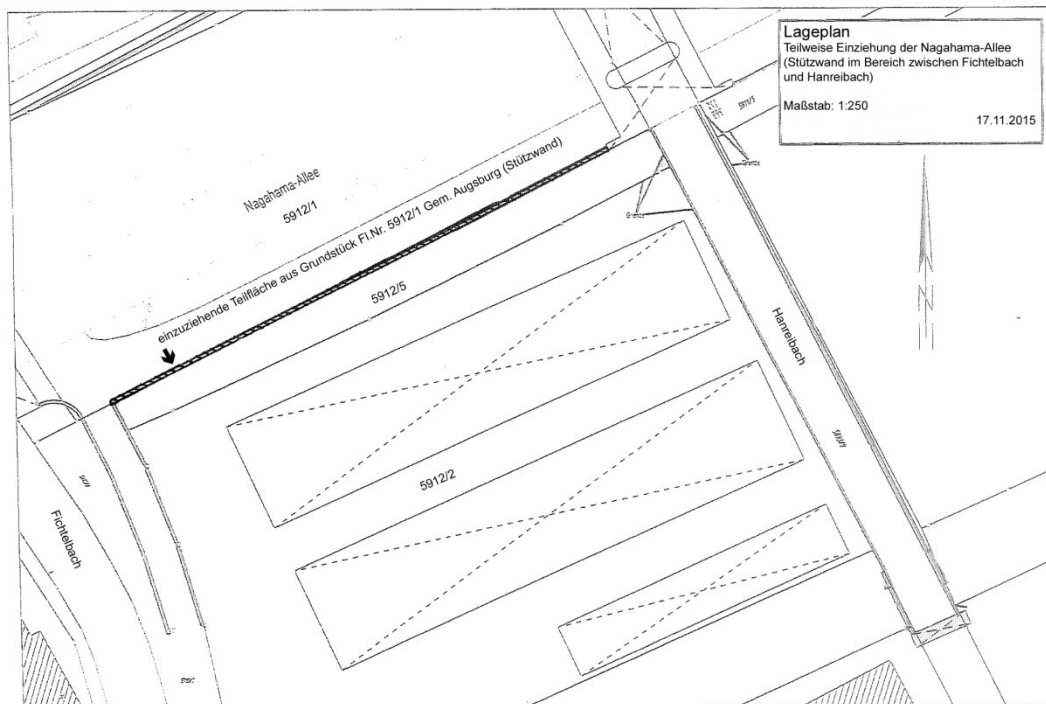 Lageplan
Teilweise Einziehung der Nagahama-Allee
(Stützwand im Bereich zwischen Fichtelbach
und Hanreibach)
Maßstab: 1:250
17.11.2015
Nagahama-Allee
5912/1
einzuziehende Teilfläche aus Grundstück Fl.Nr. 5912/1 Gem. Augsburg (Stützwand)
5912/5
Grenze
Grenze
Hanreibach
5912/2
Fichtelbach